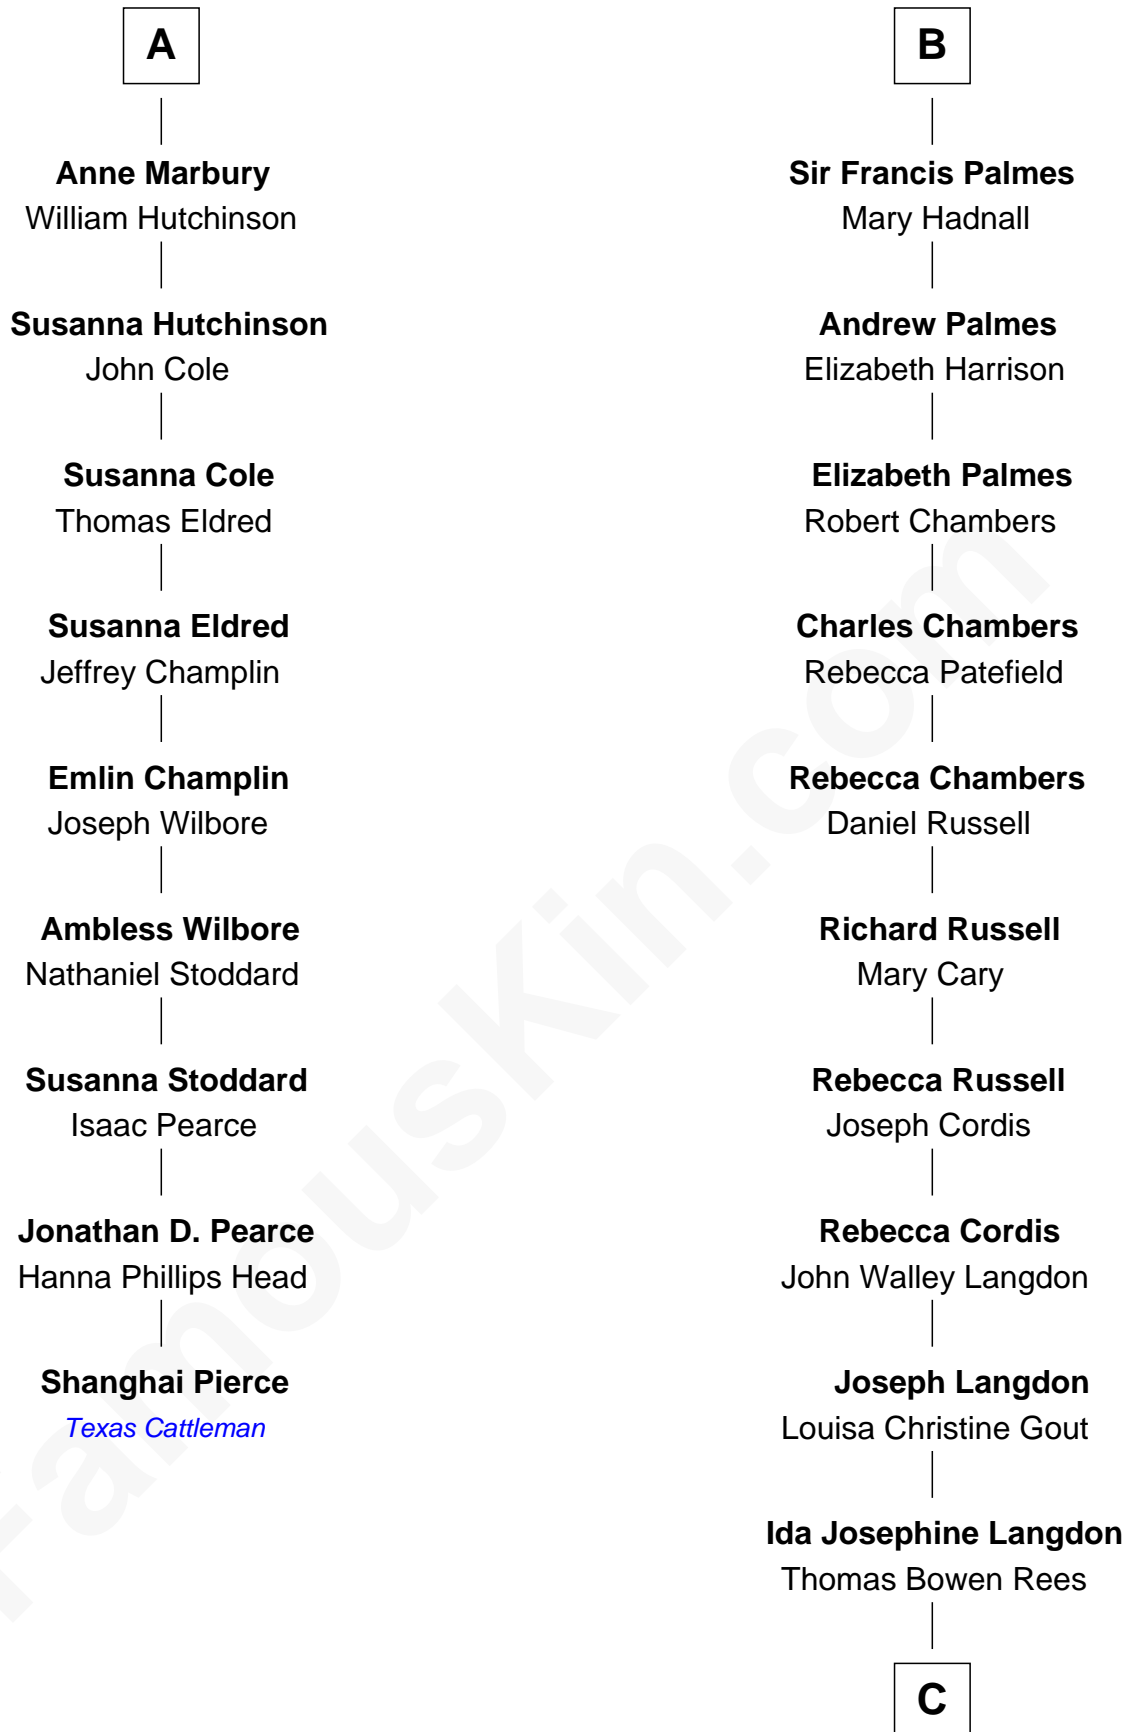 A
Anne Marbury
William Hutchinson
Susanna Hutchinson
John Cole
Susanna Cole
Thomas Eldred
Susanna Eldred
Jeffrey Champlin
Emlin Champlin
Joseph Wilbore
Ambless Wilbore
Nathaniel Stoddard
Susanna Stoddard
Isaac Pearce
Jonathan D. Pearce
Hanna Phillips Head
Shanghai Pierce
Texas Cattleman
B
Sir Francis Palmes
Mary Hadnall
Andrew Palmes
Elizabeth Harrison
Elizabeth Palmes
Robert Chambers
Charles Chambers
Rebecca Patefield
Rebecca Chambers
Daniel Russell
Richard Russell
Mary Cary
Rebecca Russell
Joseph Cordis
Rebecca Cordis
John Walley Langdon
Joseph Langdon
Louisa Christine Gout
Ida Josephine Langdon
Thomas Bowen Rees
C
FamousKin.com